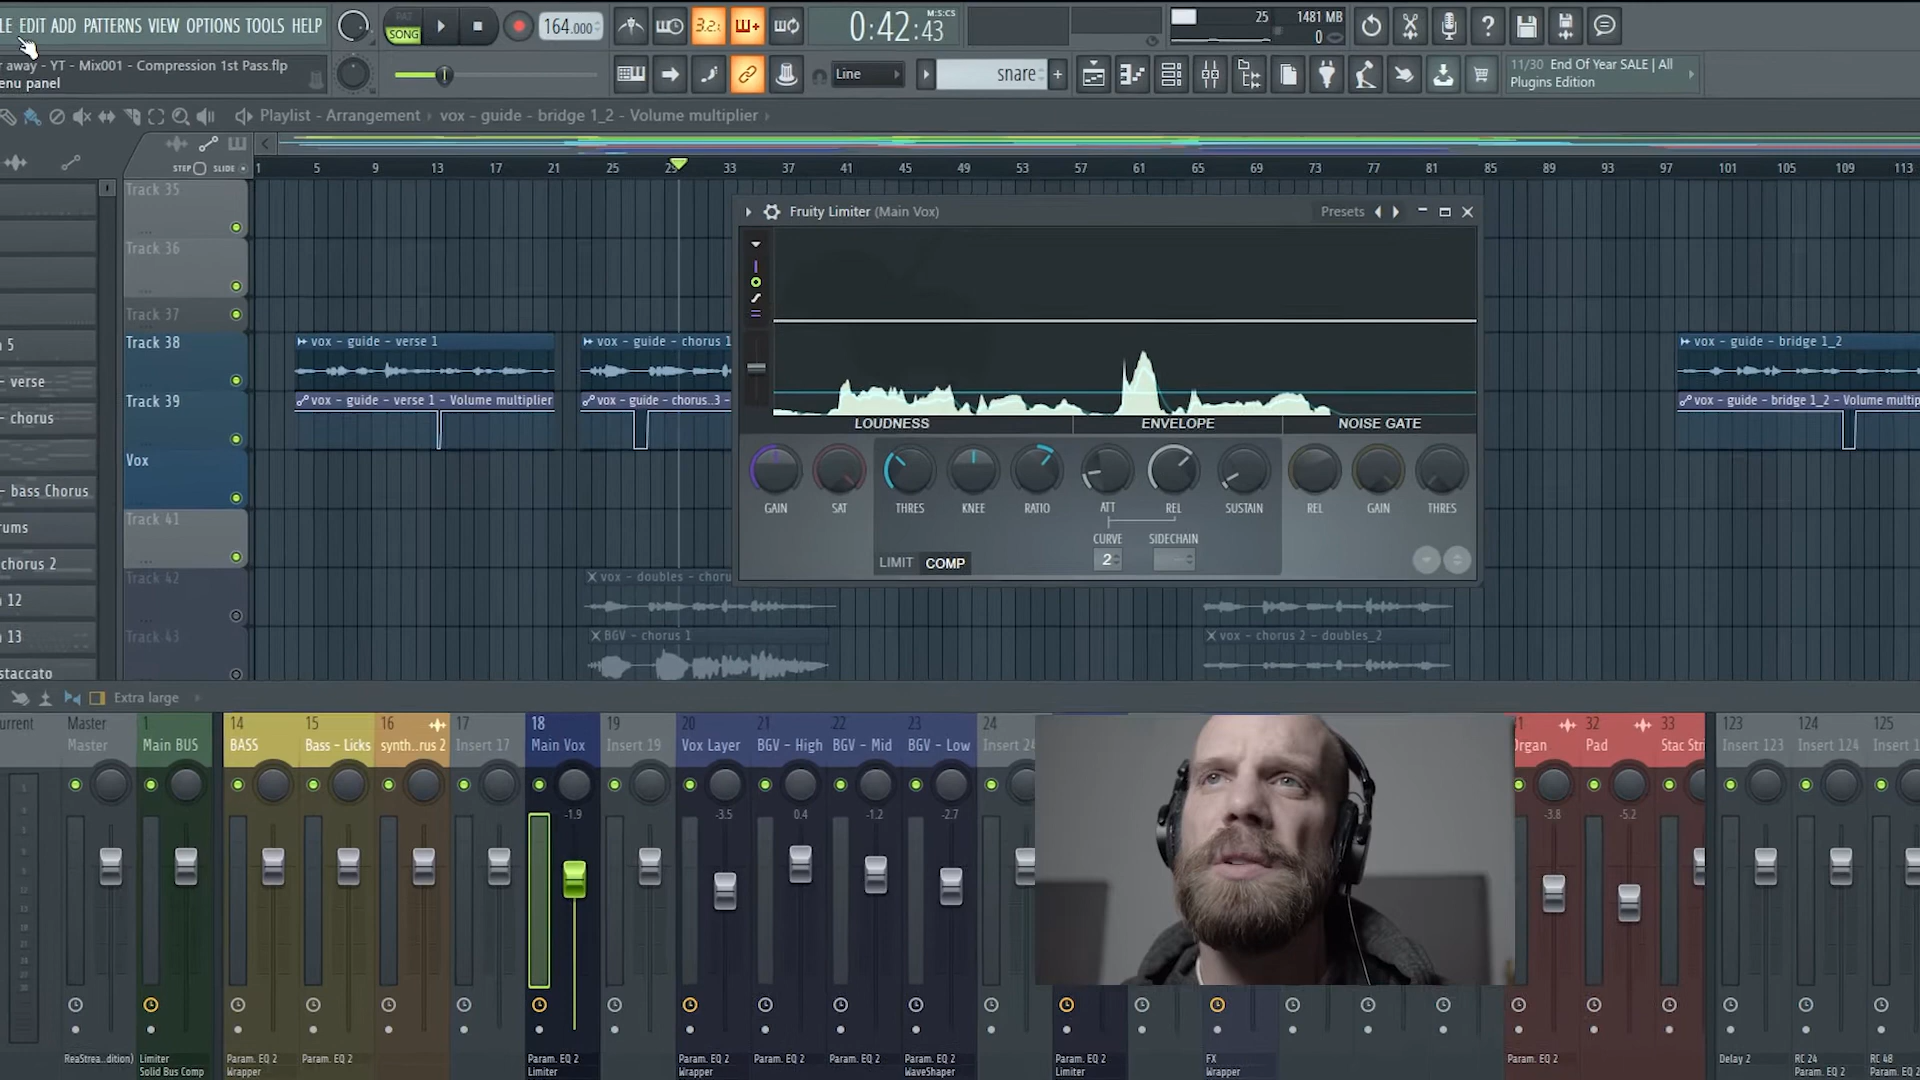 LE EDIT ADD PATTERNS VIEW OPTIONS TOOLS HELP
PAT
SONG
164.000
3.2:
0:42:43
M:S:CS
25
1481 MB
0
r away - YT - Mix001 - Compression 1st Pass.flp
enu panel
Line
snare
11/30 End Of Year SALE | All
Plugins Edition
Playlist - Arrangement
vox - guide - bridge 1_2 - Volume multiplier
STEP
SLIDE
1 5 9 13 17 21 29 33 37 41 45 49 53 57 61 65 69 73 77 81 85 89 93 97 101 105 109 113
Track 35
Track 36
Track 37
Track 38
Track 39
Vox
Track 41
Track 42
Track 43
5
- verse
- chorus
- bass Chorus
ums
chorus 2
12
13
staccato
vox - guide - verse 1
vox - guide - chorus 1
vox - guide - bridge 1_2
vox - guide - verse 1 - Volume multiplier
vox - guide - chorus..3 -
vox - guide - bridge 1_2 - Volume multip
vox - doubles - choru
BGV - chorus 1
vox - chorus 2 - doubles_2
Fruity Limiter (Main Vox)
Presets
LOUDNESS
ENVELOPE
NOISE GATE
GAIN
SAT
THRES
KNEE
RATIO
ATT
REL
SUSTAIN
REL
GAIN
THRES
CURVE
SIDECHAIN
2
LIMIT COMP
Extra large
urrent
Master
1
14
15
16
17
18
19
20
21
22
23
24
32
33
123
124
125
Master
Main BUS
BASS
Bass - Licks
synth..rus 2
Insert 17
Main Vox
Insert 19
Vox Layer
BGV - High
BGV - Mid
BGV - Low
Insert 24
Pad
Stac Str
Insert 123
Insert 124
Insert 1
-1.9
-3.5
0.4
-1.2
-2.7
-3.8
-5.2
ReaStrea..dition)
Limiter
Solid Bus Comp
Param. EQ 2
Wrapper
Param. EQ 2
Param. EQ 2
Limiter
Param. EQ 2
Wrapper
Param. EQ 2
Param. EQ 2
Param. EQ 2
WaveShaper
Param. EQ 2
Limiter
FX
Wrapper
Param. EQ 2
Delay 2
RC 24
Param. EQ 2
RC 48
Param. E